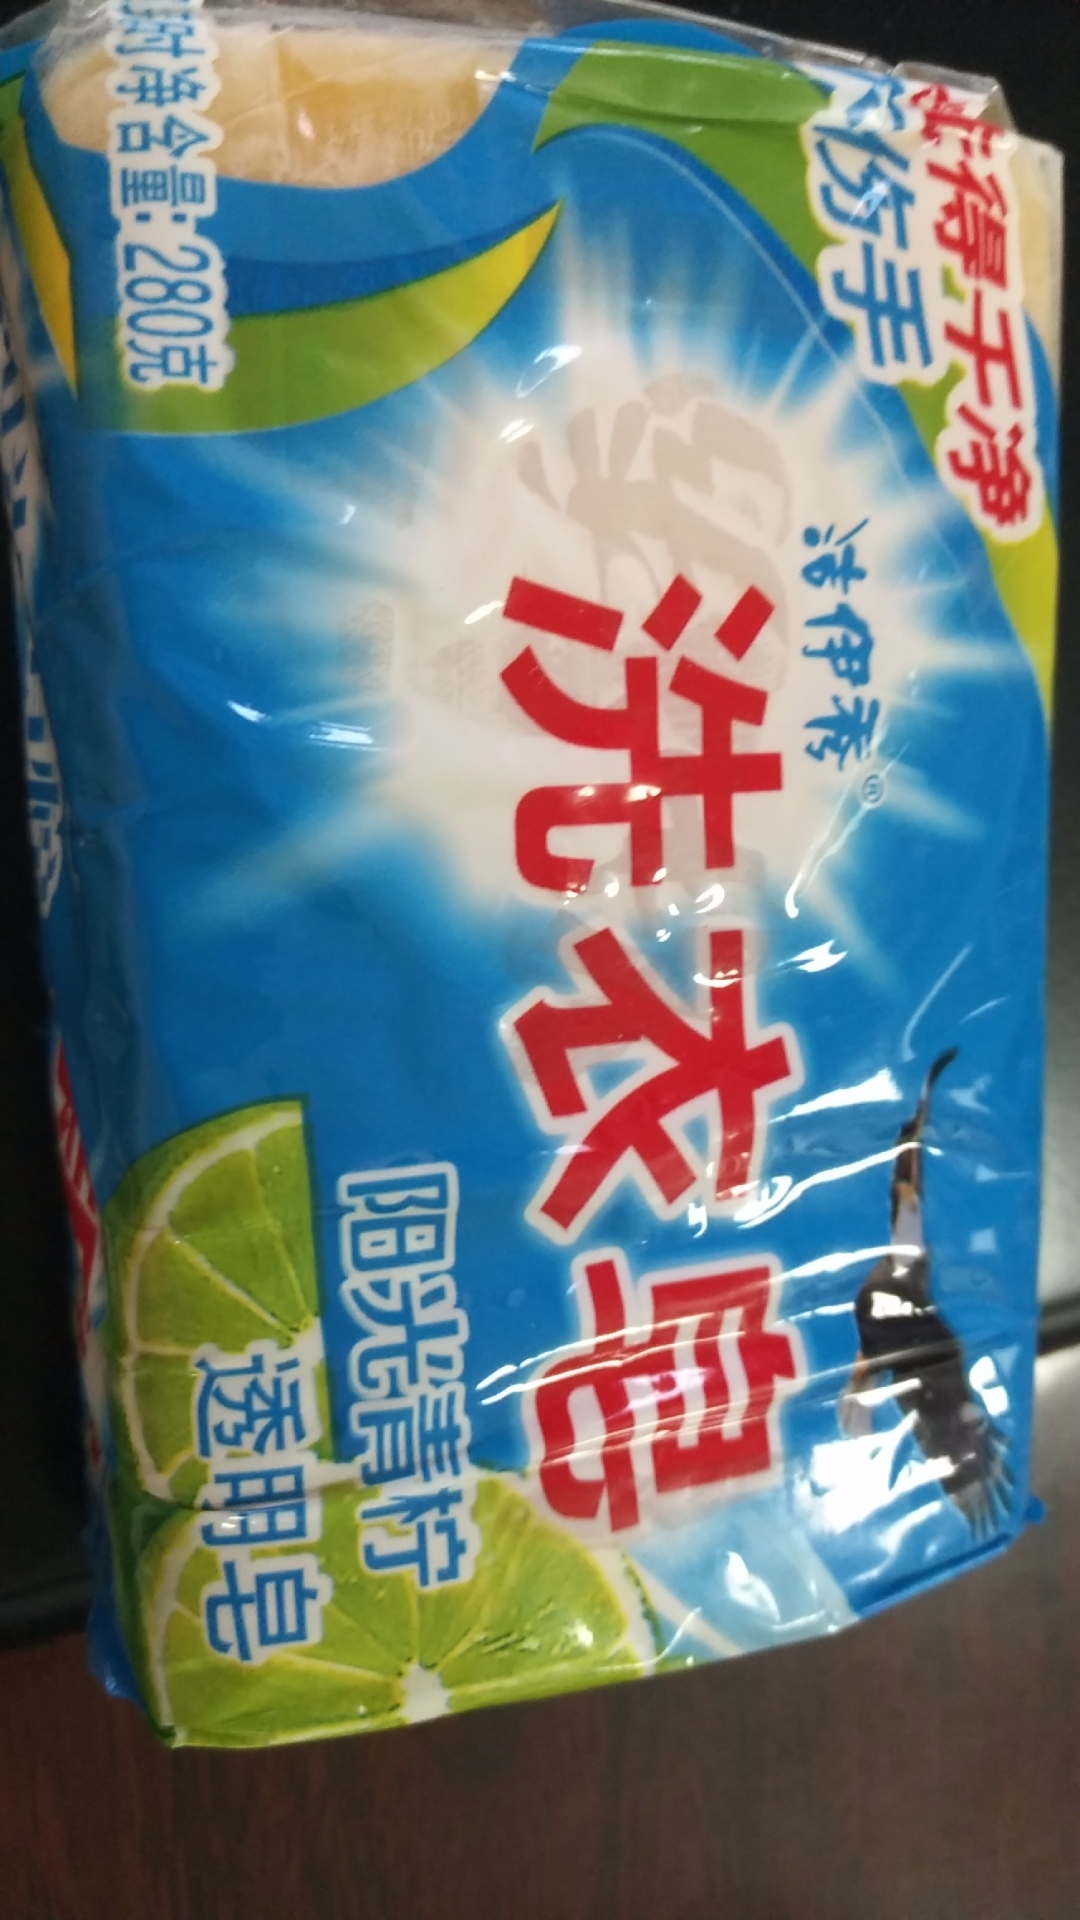 洗得干净
不伤手
洁伊秀®
洗衣皂
阳光青柠
透明皂
净含量:280克